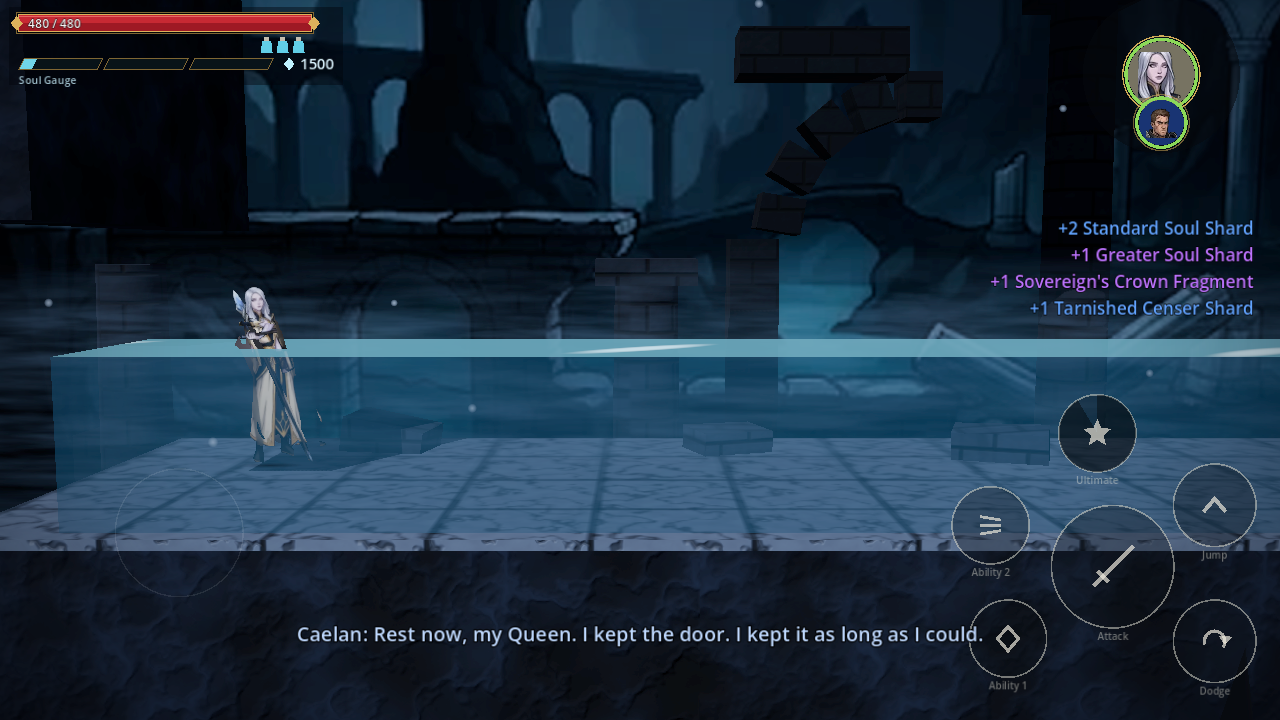 480 / 480
1500
Soul Gauge
+2 Standard Soul Shard
+1 Greater Soul Shard
+1 Sovereign's Crown Fragment
+1 Tarnished Censer Shard
Ultimate
Jump
Ability 2
Attack
Caelan: Rest now, my Queen. I kept the door. I kept it as long as I could.
Ability 1
Dodge